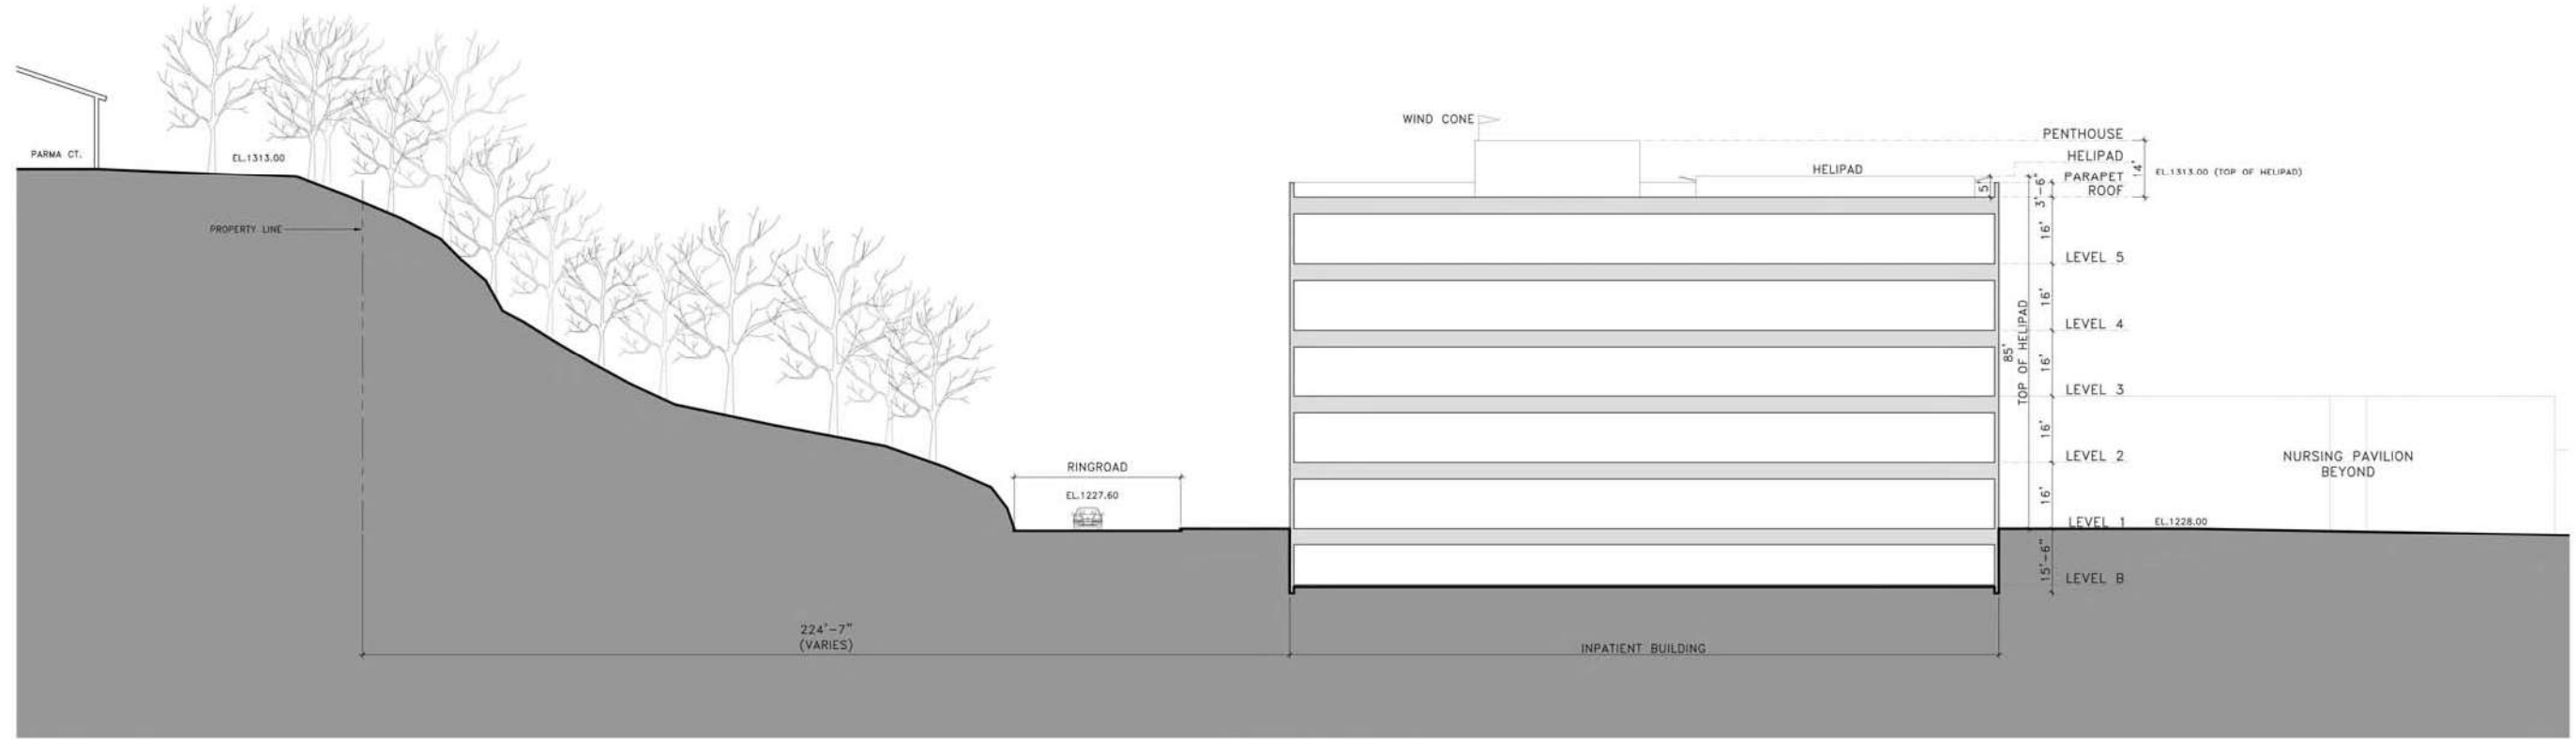 WIND CONE
PENTHOUSE
PARMA CT.
EL.1313.00
HELIPAD
HELIPAD
14'
EL.1313.00 (TOP OF HELIPAD)
PARAPET
5'
3'-6"
ROOF
PROPERTY LINE
16'
LEVEL 5
16'
LEVEL 4
85'
TOP OF HELIPAD
16'
LEVEL 3
16'
LEVEL 2
NURSING PAVILION
BEYOND
RINGROAD
EL.1227.60
16'
LEVEL 1
EL.1228.00
15'-6"
LEVEL B
224'-7"
(VARIES)
INPATIENT BUILDING